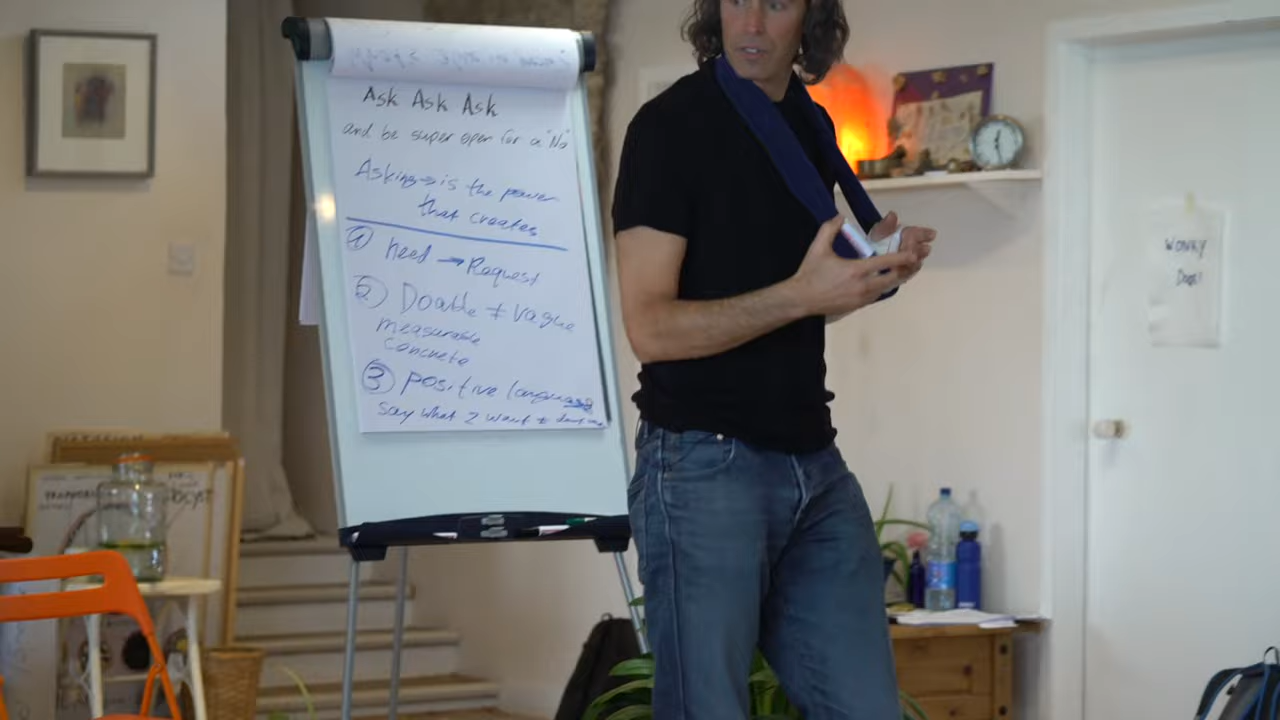 Ask Ask Ask
and be super open for a "No"
Asking → is the power
that creates
① need → Request
② Doable ≠ vague
measurable
concrete
③ positive language
say what I want ≠
WONKY
Door!